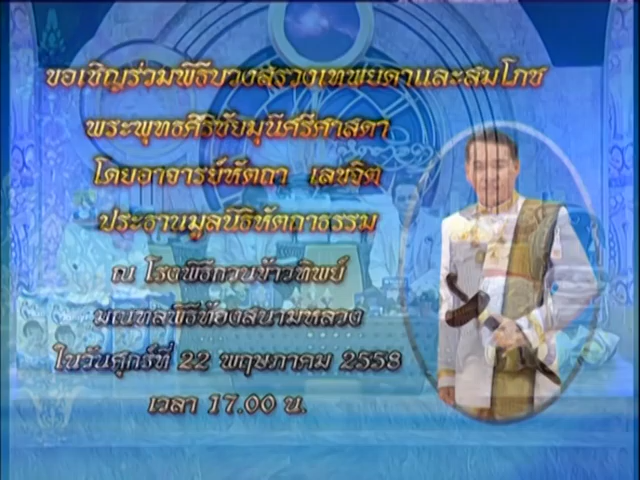 ขอเชิญร่วมพิธีบวงสรวงเทพยดาและสมโภช
พระพุทธศิริชัยมุนีศรีศาสดา
โดยอาจารย์หัตถา เลขจิต
ประธานมูลนิธิหัตถาธรรม
ณ โรงพิธีกวนข้าวทิพย์
มณฑลพิธีท้องสนามหลวง
ในวันศุกร์ที่ 22 พฤษภาคม 2558
เวลา 17.00 น.